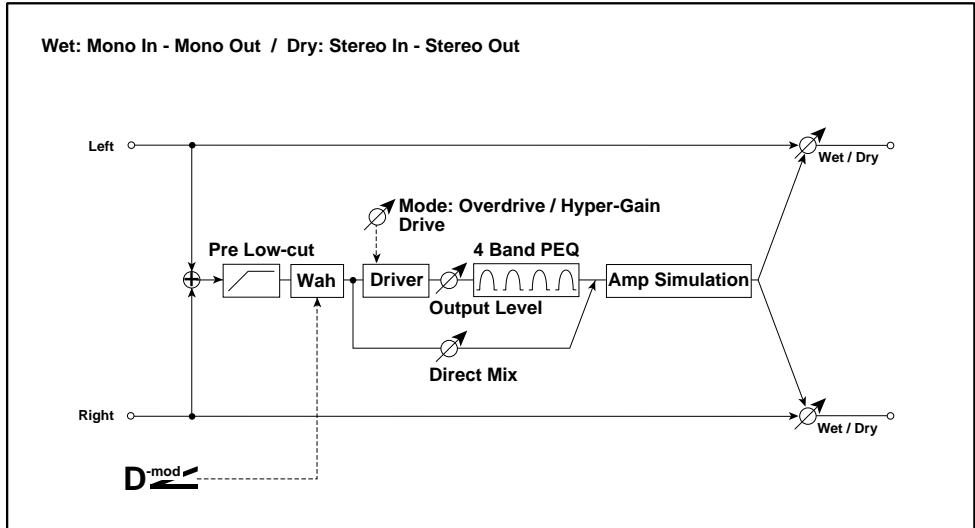 Wet: Mono In - Mono Out / Dry: Stereo In - Stereo Out
Left
Wet / Dry
Mode: Overdrive / Hyper-Gain
Drive
Pre Low-cut
4 Band PEQ
Wah
Driver
Amp Simulation
Output Level
Direct Mix
Right
Wet / Dry
D-mod